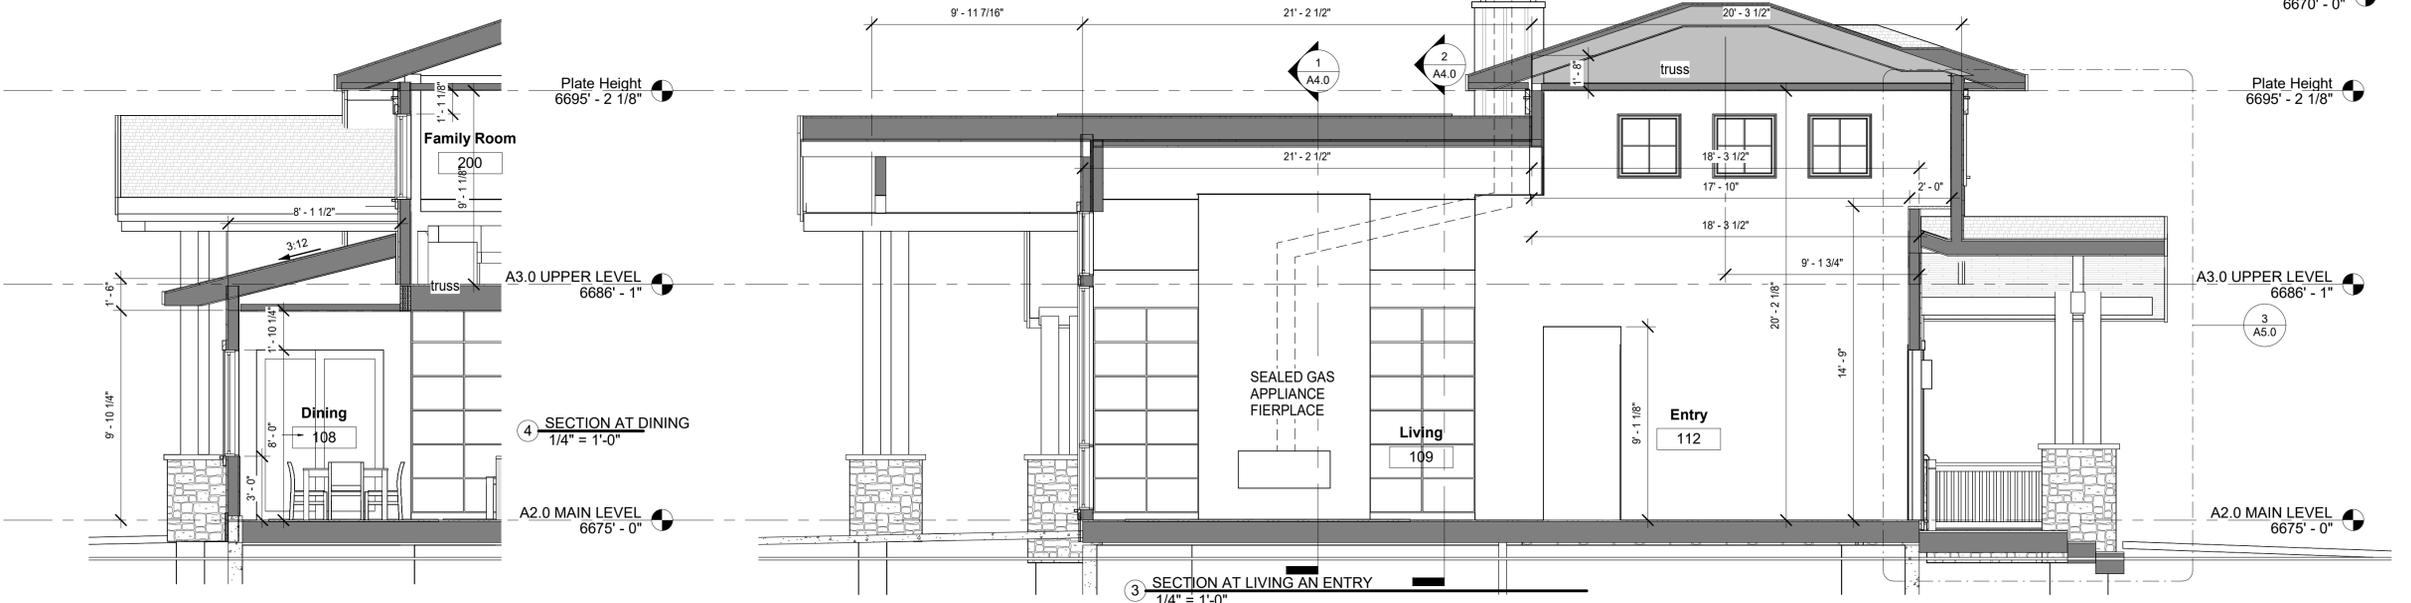 6670' - 0"
9' - 11 7/16"
21' - 2 1/2"
20' - 3 1/2"
1
A4.0
2
A4.0
truss
1' - 8"
Plate Height
6695' - 2 1/8"
Plate Height
6695' - 2 1/8"
1' - 1 1/8"
Family Room
200
9' - 1 1/8"
21' - 2 1/2"
18' - 3 1/2"
17' - 10"
2' - 0"
8' - 1 1/2"
18' - 3 1/2"
3:12
9' - 1 3/4"
truss
A3.0 UPPER LEVEL
6686' - 1"
A3.0 UPPER LEVEL
6686' - 1"
1' - 6"
1' - 10 1/4"
20' - 2 1/8"
3
A5.0
14' - 9"
SEALED GAS
APPLIANCE
FIERPLACE
9' - 10 1/4"
Dining
108
8' - 0"
3' - 0"
4
SECTION AT DINING
1/4" = 1'-0"
Living
109
9' - 1 1/8"
Entry
112
A2.0 MAIN LEVEL
6675' - 0"
A2.0 MAIN LEVEL
6675' - 0"
3
SECTION AT LIVING AN ENTRY
1/4" = 1'-0"